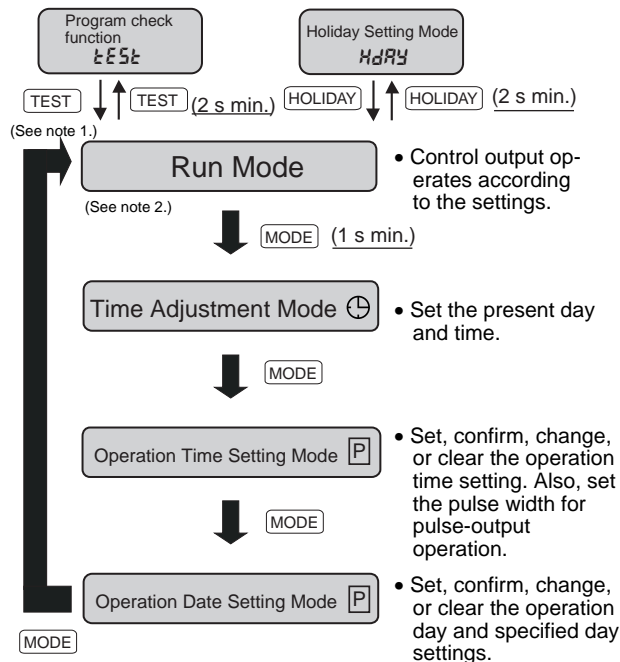 Program check
function
tESt
Holiday Setting Mode
HdAY
TEST
TEST
(2 s min.)
HOLIDAY
HOLIDAY
(2 s min.)
(See note 1.)
Run Mode
• Control output op-
erates according
to the settings.
(See note 2.)
MODE
(1 s min.)
Time Adjustment Mode
• Set the present day
and time.
MODE
Operation Time Setting Mode P
• Set, confirm, change,
or clear the operation
time setting. Also, set
the pulse width for
pulse-output
operation.
MODE
Operation Date Setting Mode P
• Set, confirm, change,
or clear the operation
day and specified day
settings.
MODE